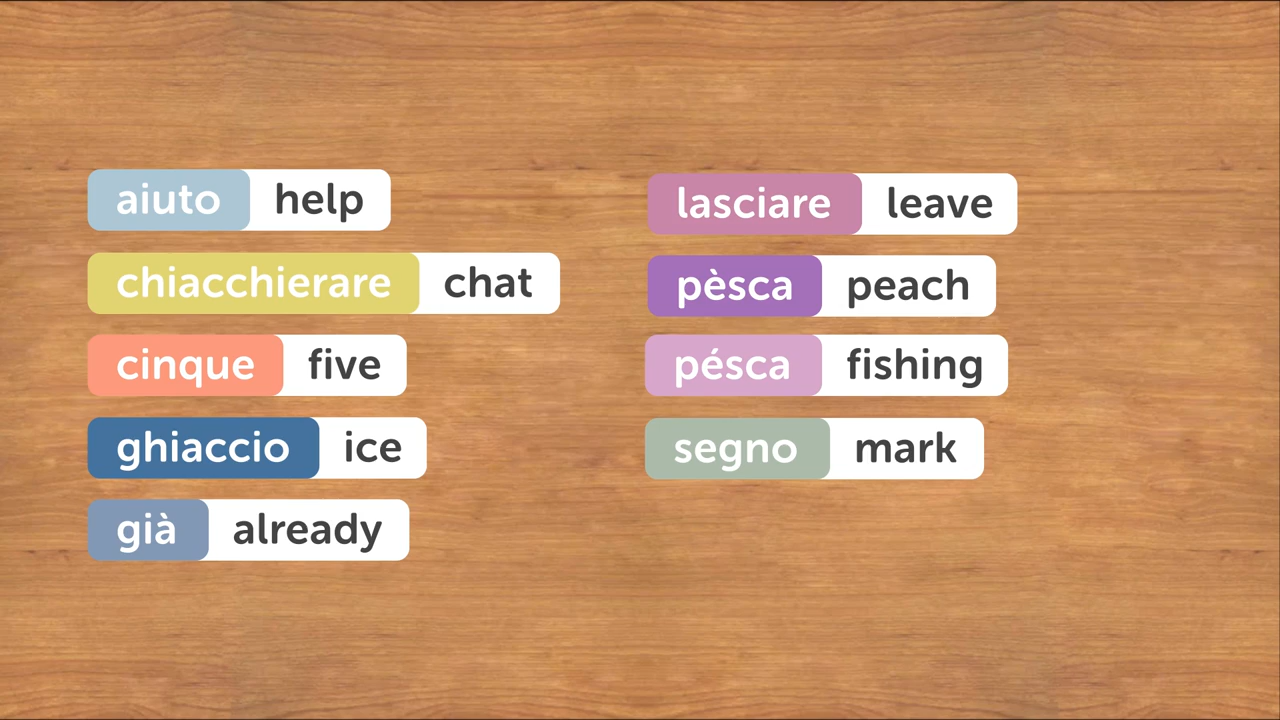 aiuto help
chiacchierare chat
cinque five
ghiaccio ice
già already
lasciare leave
pèsca peach
pésca fishing
segno mark